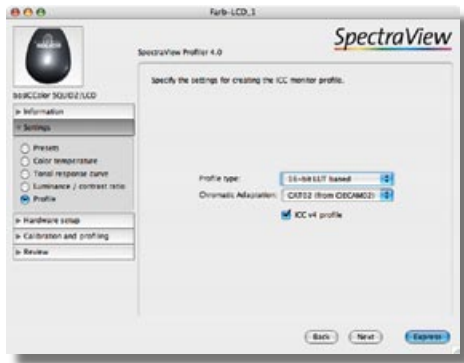 Farb-LCD_1
SpectraView
SpectraView Profiler 4.0
Specify the settings for creating the ICC monitor profile.
basICColor SQUID2/LCD
Information
Settings
Presets
Color temperature
Tonal response curve
Luminance / contrast ratio
Profile
Hardware setup
Calibration and profiling
Review
Profile type:
16-bit LUT based
Chromatic Adaptation:
CAT02 (from CIECAM02)
ICC v4 profile
Back
Next
Express